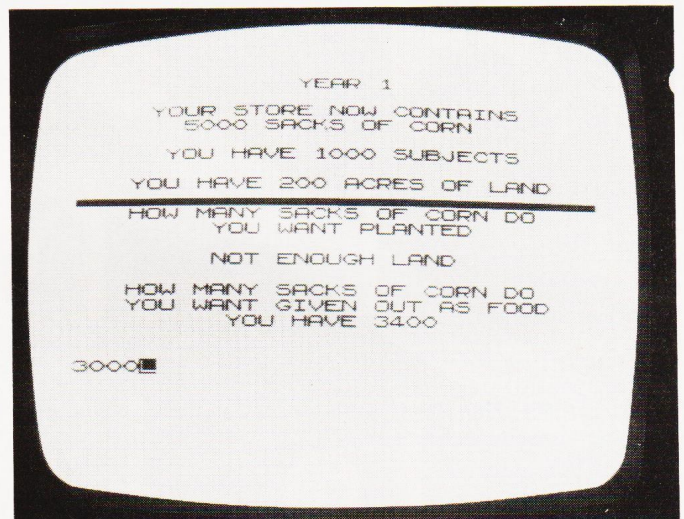 YEAR 1
YOUR STORE NOW CONTAINS
5000 SACKS OF CORN
YOU HAVE 1000 SUBJECTS
YOU HAVE 200 ACRES OF LAND
HOW MANY SACKS OF CORN DO
YOU WANT PLANTED
NOT ENOUGH LAND
HOW MANY SACKS OF CORN DO
YOU WANT GIVEN OUT AS FOOD
YOU HAVE 3400
3000